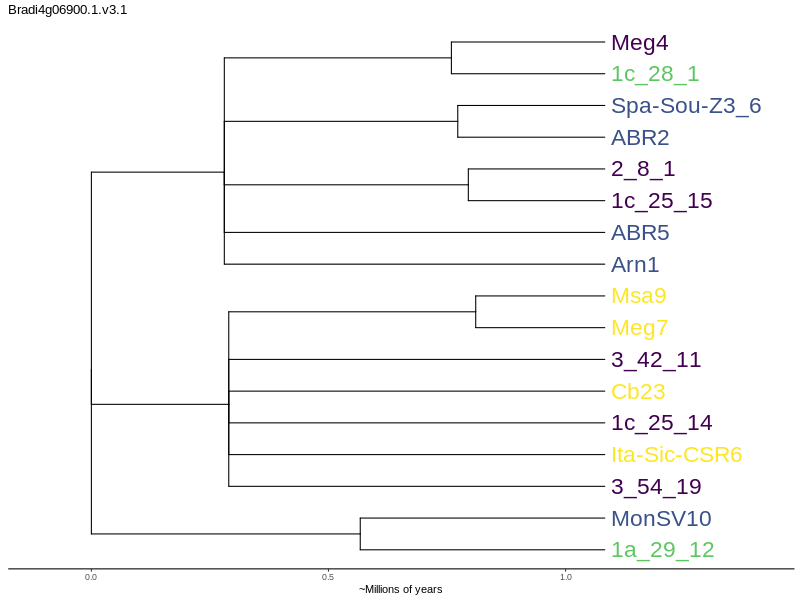 Bradi4g06900.1.v3.1
Meg4
1c_28_1
Spa-Sou-Z3_6
ABR2
2_8_1
1c_25_15
ABR5
Arn1
Msa9
Meg7
3_42_11
Cb23
1c_25_14
Ita-Sic-CSR6
3_54_19
MonSV10
1a_29_12
0.0 0.5 1.0
~Millions of years